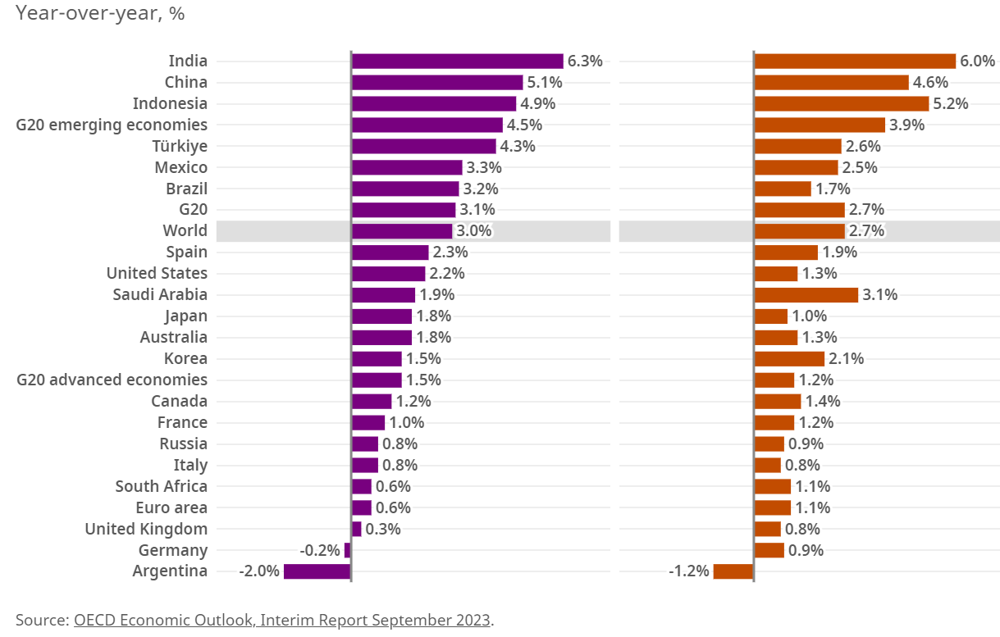 Year-over-year, %
India 6.3% 6.0%
China 5.1% 4.6%
Indonesia 4.9% 5.2%
G20 emerging economies 4.5% 3.9%
Türkiye 4.3% 2.6%
Mexico 3.3% 2.5%
Brazil 3.2% 1.7%
G20 3.1% 2.7%
World 3.0% 2.7%
Spain 2.3% 1.9%
United States 2.2% 1.3%
Saudi Arabia 1.9% 3.1%
Japan 1.8% 1.0%
Australia 1.8% 1.3%
Korea 1.5% 2.1%
G20 advanced economies 1.5% 1.2%
Canada 1.2% 1.4%
France 1.0% 1.2%
Russia 0.8% 0.9%
Italy 0.8% 0.8%
South Africa 0.6% 1.1%
Euro area 0.6% 1.1%
United Kingdom 0.3% 0.8%
Germany -0.2% 0.9%
Argentina -2.0% -1.2%
Source: OECD Economic Outlook, Interim Report September 2023.